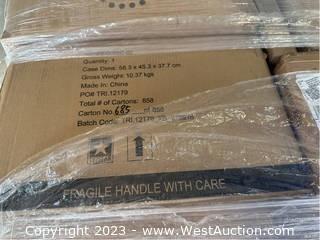 Quantity: 1
Case Dims: 58.3 x 45.3 x 37.7 cm
Gross Weight: 10.37 kgs
Made In: China
PO# TRI.12179
Total # of Cartons: 858
Carton No. 685 of 858
Batch Code: TRI.12179
FRAGILE HANDLE WITH CARE
Copyright 2023 - www.WestAuction.com